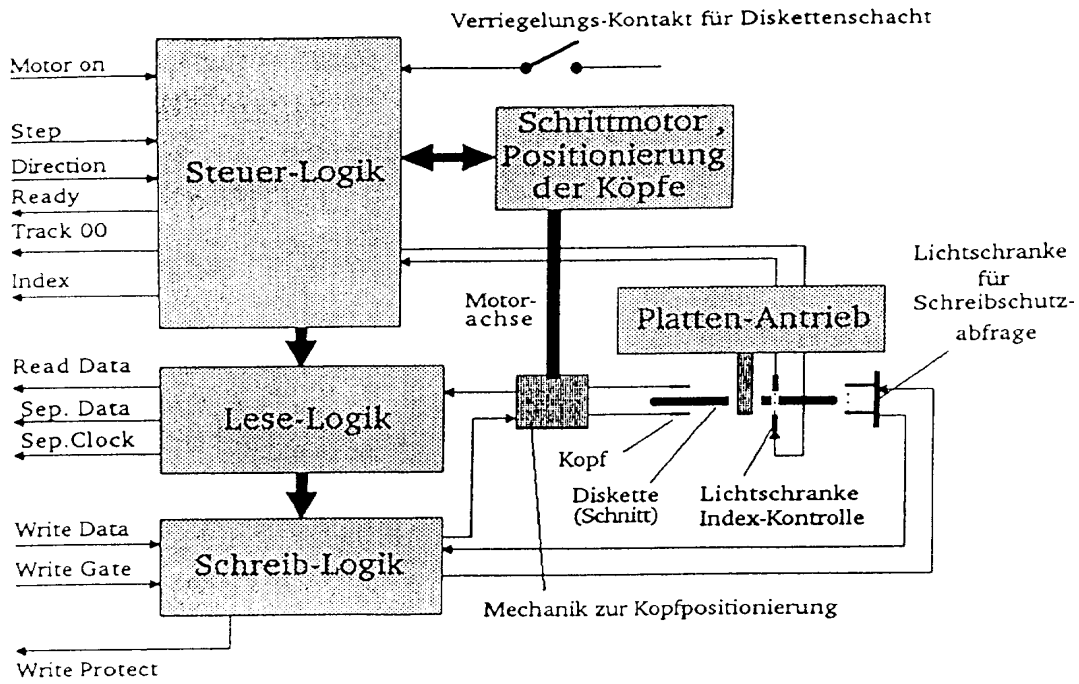 Verriegelungs-Kontakt für Diskettenschacht
Motor on
Step
Direction
Ready
Track 00
Index
Steuer-Logik
Schrittmotor ,
Positionierung
der Köpfe
Lichtschranke
für
Schreibschutz-
abfrage
Motor-
achse
Platten-Antrieb
Read Data
Sep. Data
Sep.Clock
Lese-Logik
Kopf
Diskette
(Schnitt)
Lichtschranke
Index-Kontrolle
Write Data
Write Gate
Schreib-Logik
Mechanik zur Kopfpositionierung
Write Protect